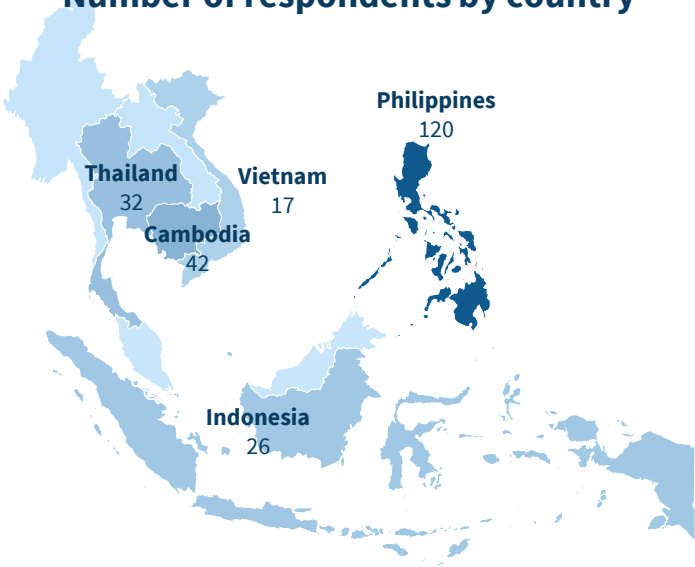 Number of respondents by country
Philippines
120
Thailand
32
Vietnam
17
Cambodia
42
Indonesia
26